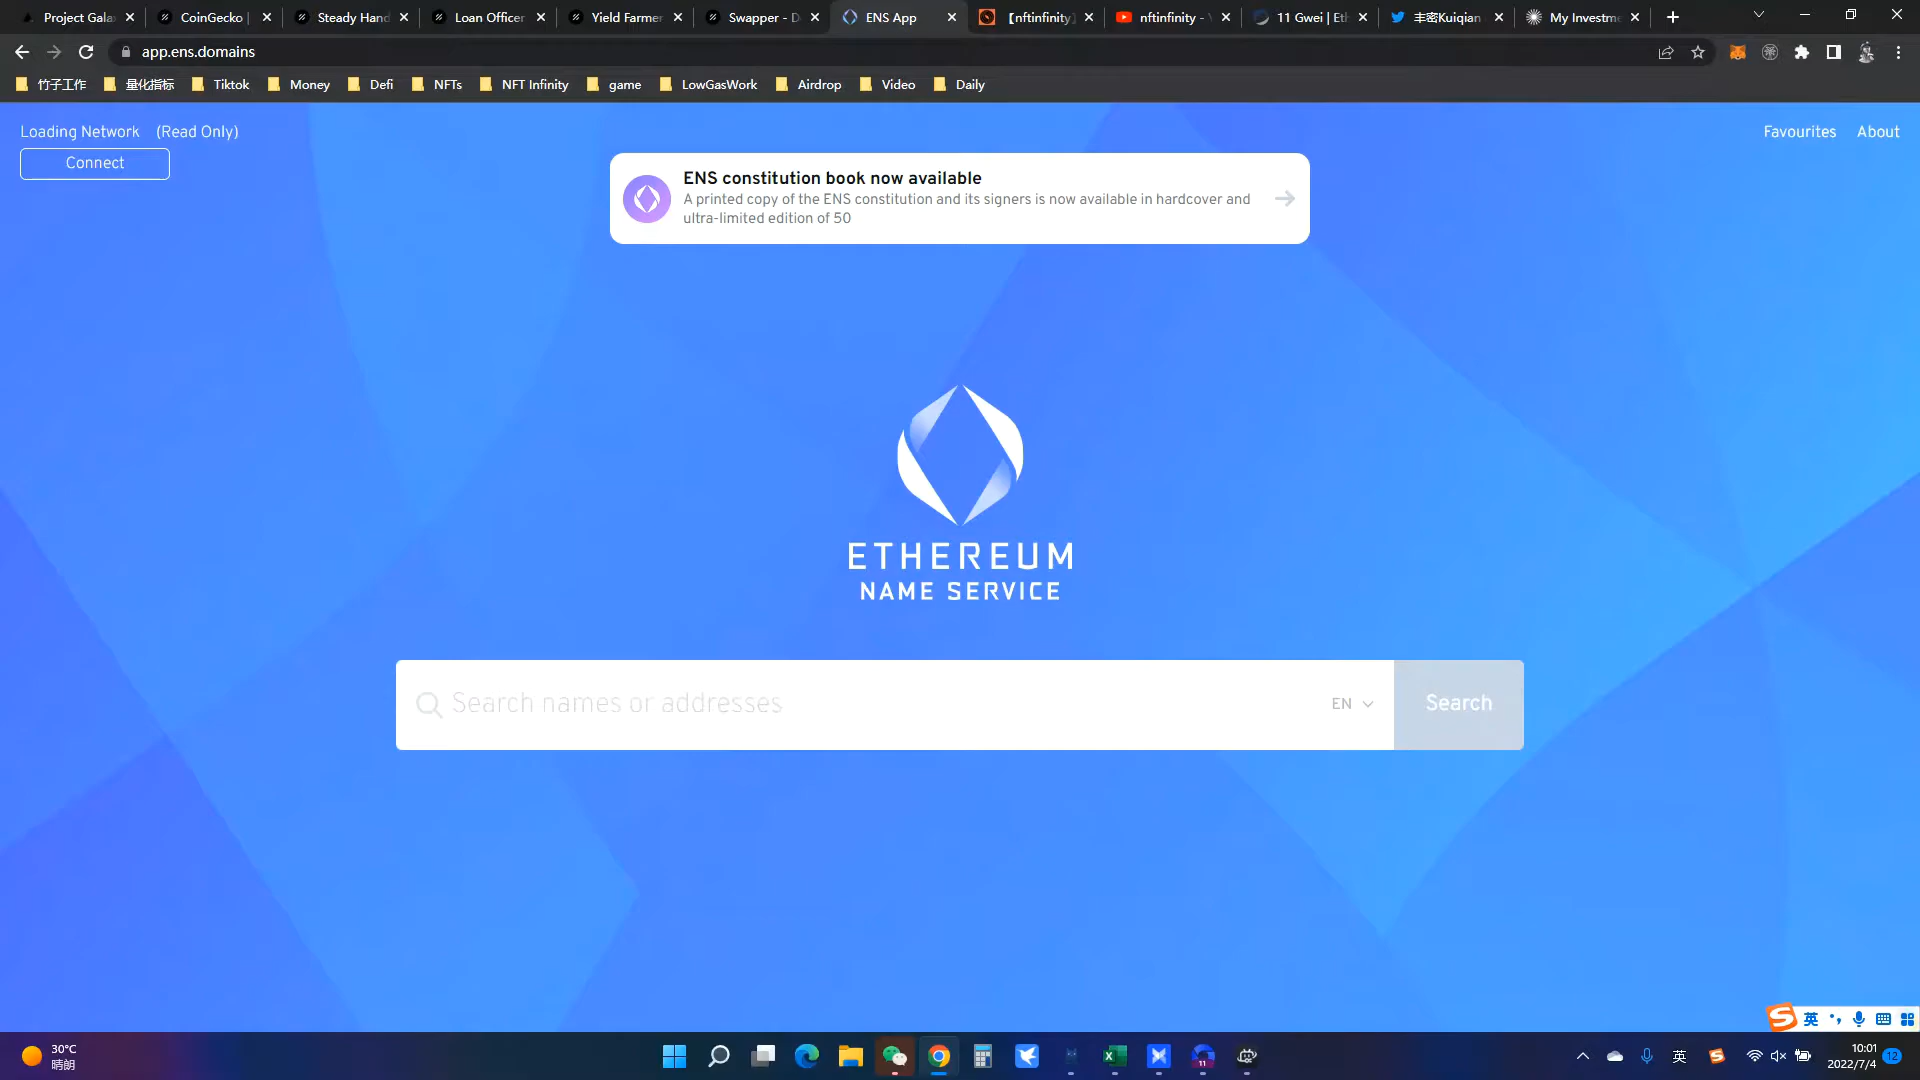 Project Gala
CoinGecko |
Steady Hand
Loan Officer
Yield Farmer
Swapper - D
ENS App
【nftinfinity】
nftinfinity - Y
11 Gwei | Eth
丰密Kuiqian
My Investme
app.ens.domains
竹子工作
量化指标
Tiktok
Money
Defi
NFTs
NFT Infinity
game
LowGasWork
Airdrop
Video
Daily
Loading Network (Read Only)
Favourites
About
Connect
ENS constitution book now available
A printed copy of the ENS constitution and its signers is now available in hardcover and
ultra-limited edition of 50
ETHEREUM
NAME SERVICE
Search names or addresses
EN
Search
英
30°C
晴朗
11
英
10:01
2022/7/4
12